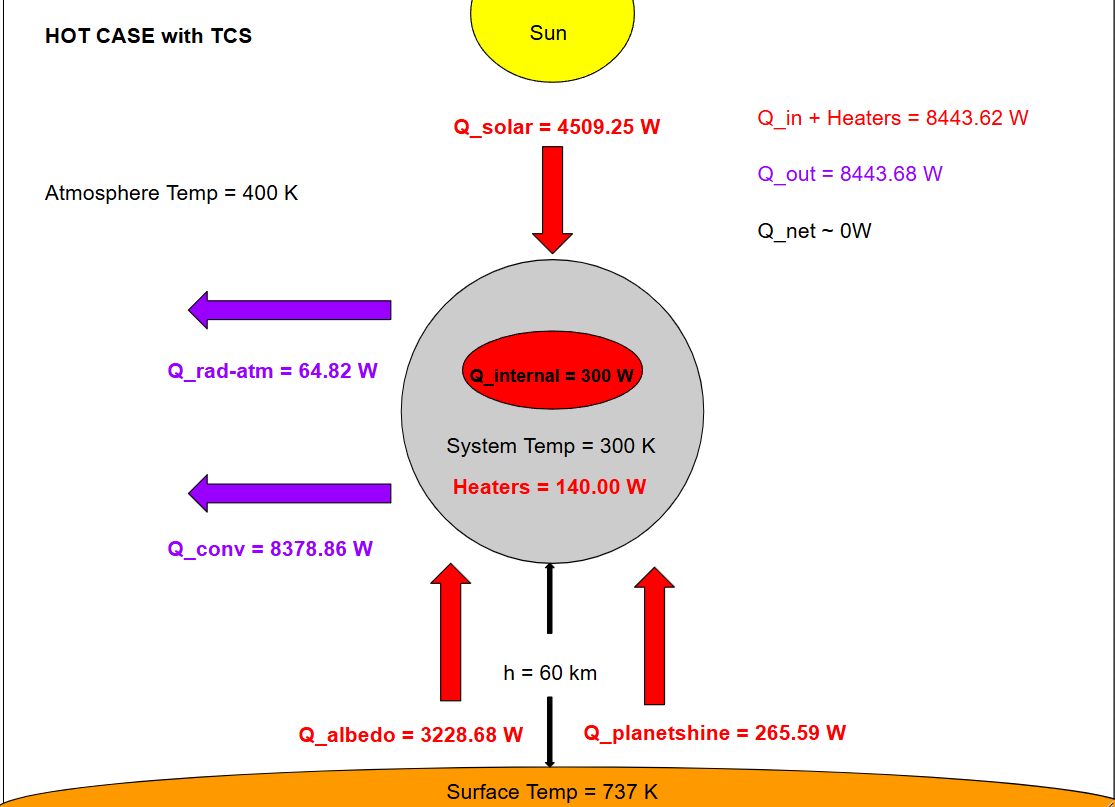 HOT CASE with TCS
Sun
Q_solar = 4509.25 W
Q_in + Heaters = 8443.62 W
Q_out = 8443.68 W
Atmosphere Temp = 400 K
Q_net ~ 0W
Q_rad-atm = 64.82 W
Q_internal = 300 W
System Temp = 300 K
Heaters = 140.00 W
Q_conv = 8378.86 W
h = 60 km
Q_albedo = 3228.68 W
Q_planetshine = 265.59 W
Surface Temp = 737 K